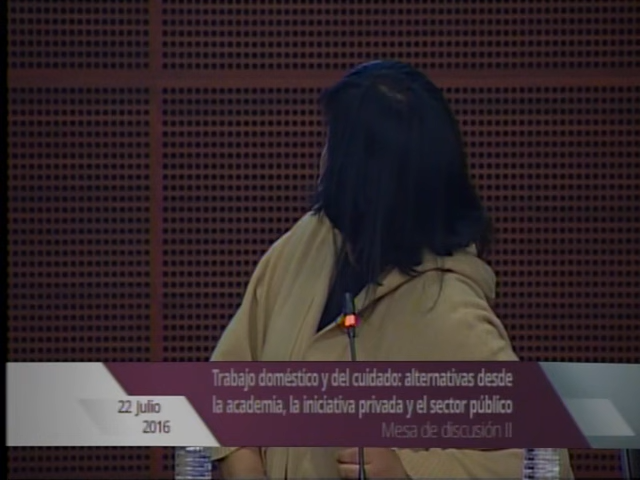 Trabajo doméstico y del cuidado: alternativas desde
la academia, la iniciativa privada y el sector público
Mesa de discusión II
22 Julio
2016